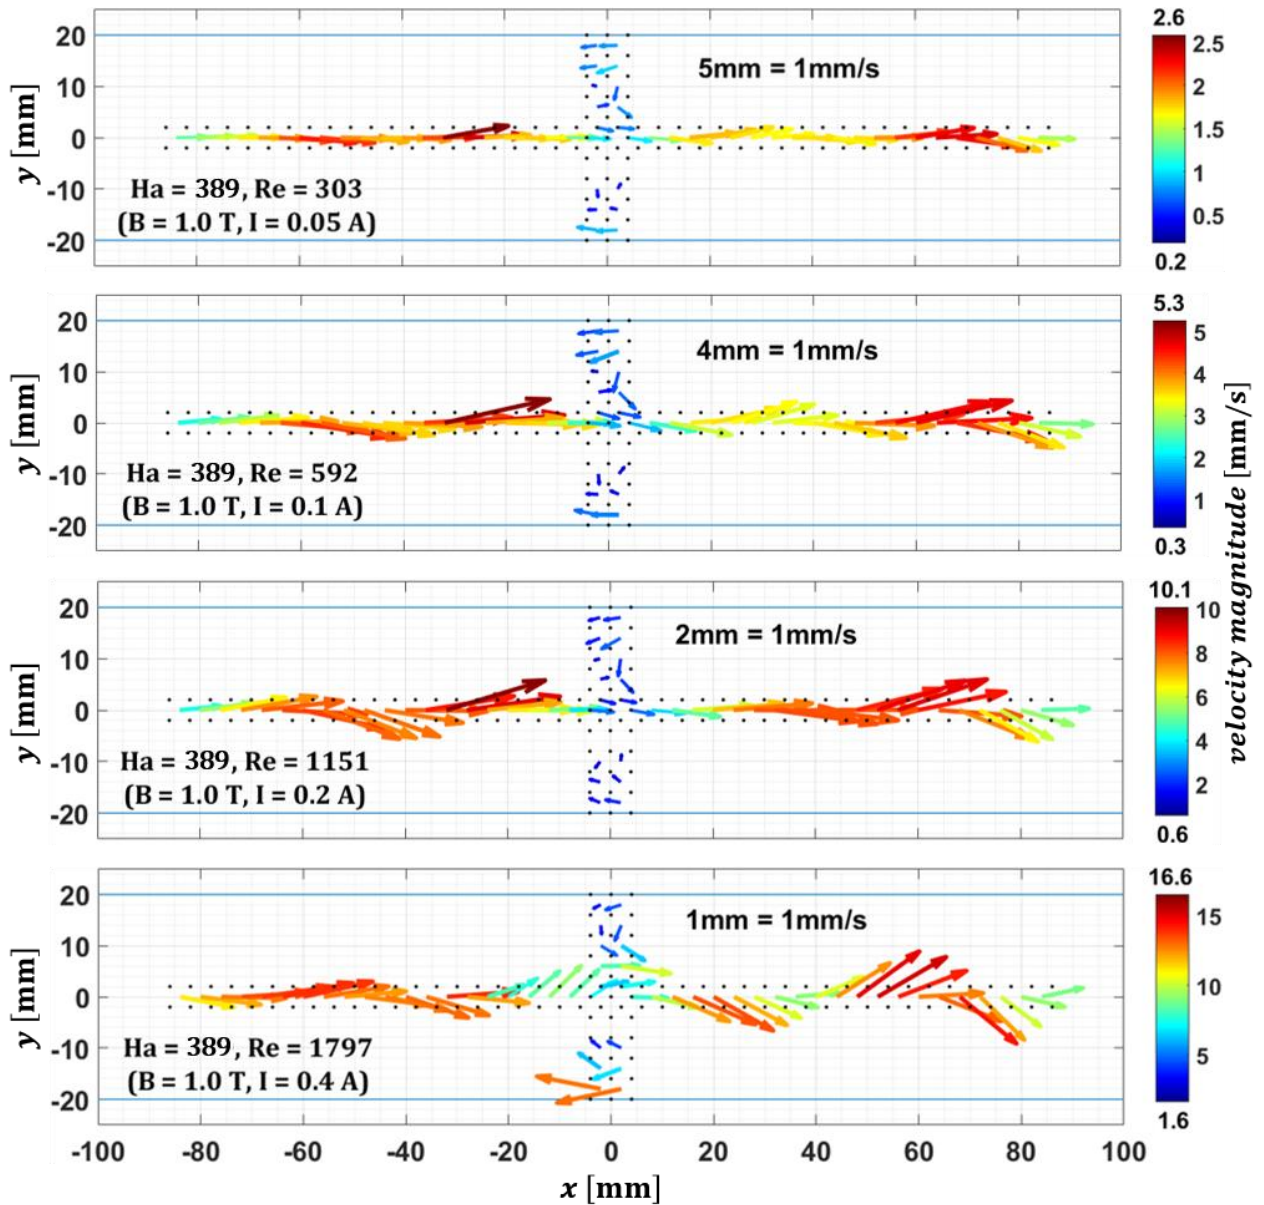 2.6
20
10
0
-10
-20
y [mm]
5mm = 1mm/s
Ha = 389, Re = 303
(B = 1.0 T, I = 0.05 A)
2.5
2
1.5
1
0.5
0.2
5.3
20
10
0
-10
-20
y [mm]
4mm = 1mm/s
Ha = 389, Re = 592
(B = 1.0 T, I = 0.1 A)
5
4
3
2
1
0.3
velocity magnitude [mm/s]
10.1
20
10
0
-10
-20
y [mm]
2mm = 1mm/s
Ha = 389, Re = 1151
(B = 1.0 T, I = 0.2 A)
10
8
6
4
2
0.6
16.6
20
10
0
-10
-20
y [mm]
1mm = 1mm/s
Ha = 389, Re = 1797
(B = 1.0 T, I = 0.4 A)
15
10
5
1.6
-100 -80 -60 -40 -20 0 20 40 60 80 100
x [mm]